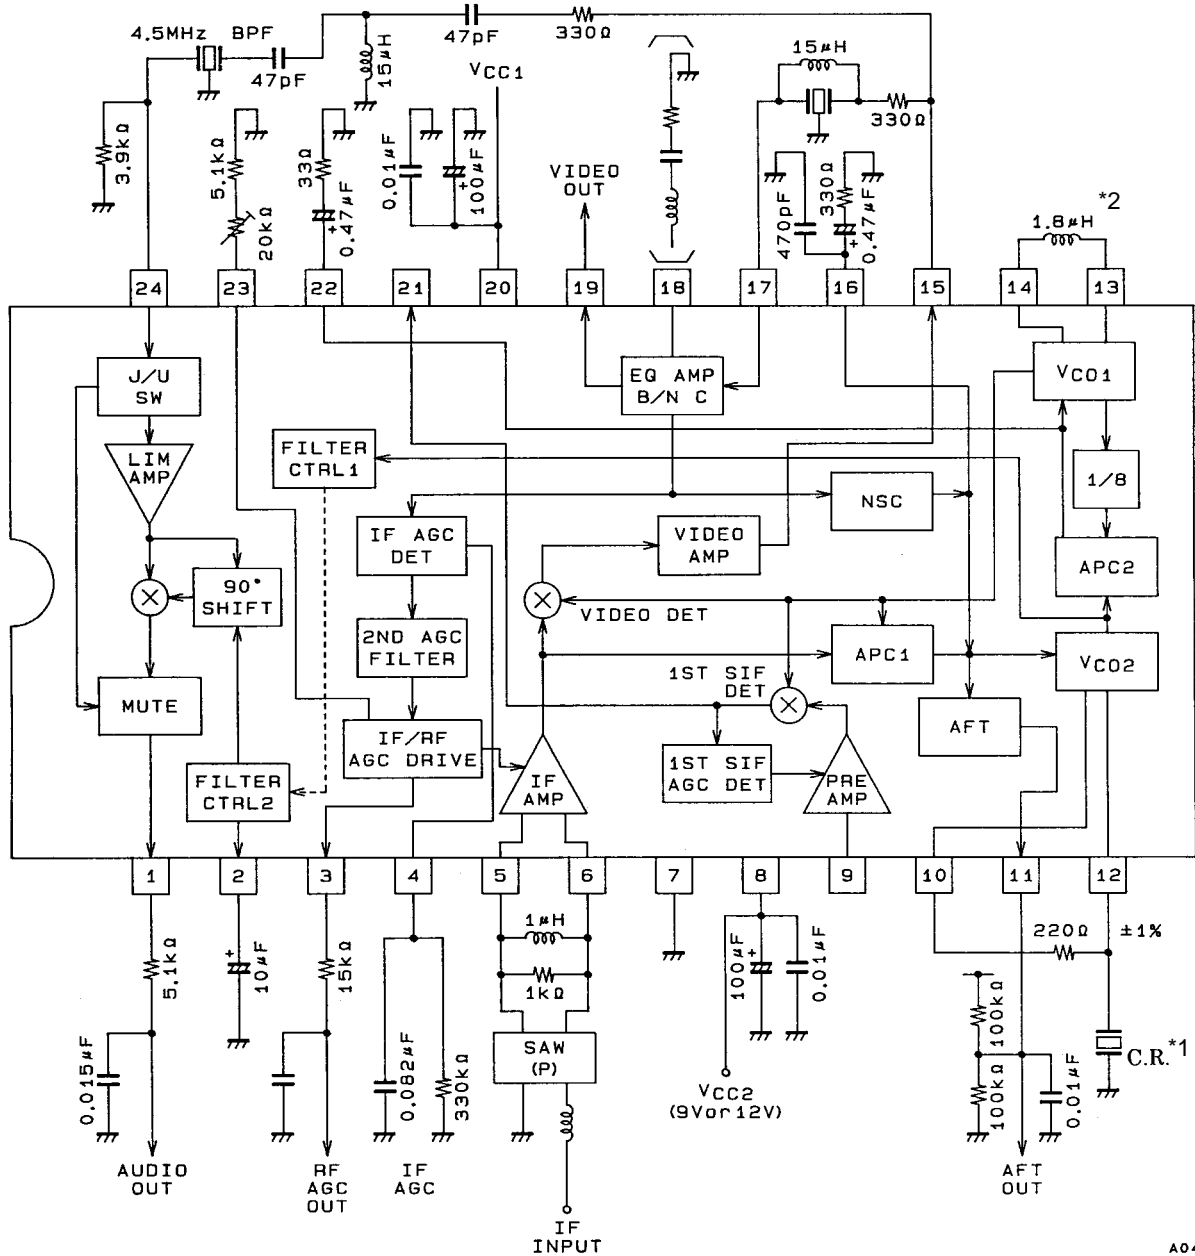 4.5MHz BPF
47pF
15µH
47pF
330Ω
VCC1
15µH
330Ω
3.9kΩ
5.1kΩ
20kΩ
33Ω
0.47µF
0.01µF
100µF
VIDEO
OUT
470pF
330Ω
0.47µF
1.8µH *2
24
23
22
21
20
19
18
17
16
15
14
13
J/U
SW
LIM
AMP
FILTER
CTRL1
EQ AMP
B/N C
VCO1
1/8
NSC
IF AGC
DET
VIDEO
AMP
APC2
90°
SHIFT
VIDEO DET
2ND AGC
FILTER
APC1
VCO2
MUTE
1ST SIF
DET
AFT
IF/RF
AGC DRIVE
FILTER
CTRL2
IF
AMP
1ST SIF
AGC DET
PRE
AMP
1
2
3
4
5
6
7
8
9
10
11
12
5.1kΩ
0.015µF
10µF
15kΩ
0.082µF
330kΩ
1µH
1kΩ
SAW
(P)
100µF
0.01µF
VCC2
(9Vor12V)
220Ω ±1%
100kΩ
100kΩ
0.01µF
C.R.*1
AUDIO
OUT
RF
AGC
OUT
IF
AGC
IF
INPUT
AFT
OUT